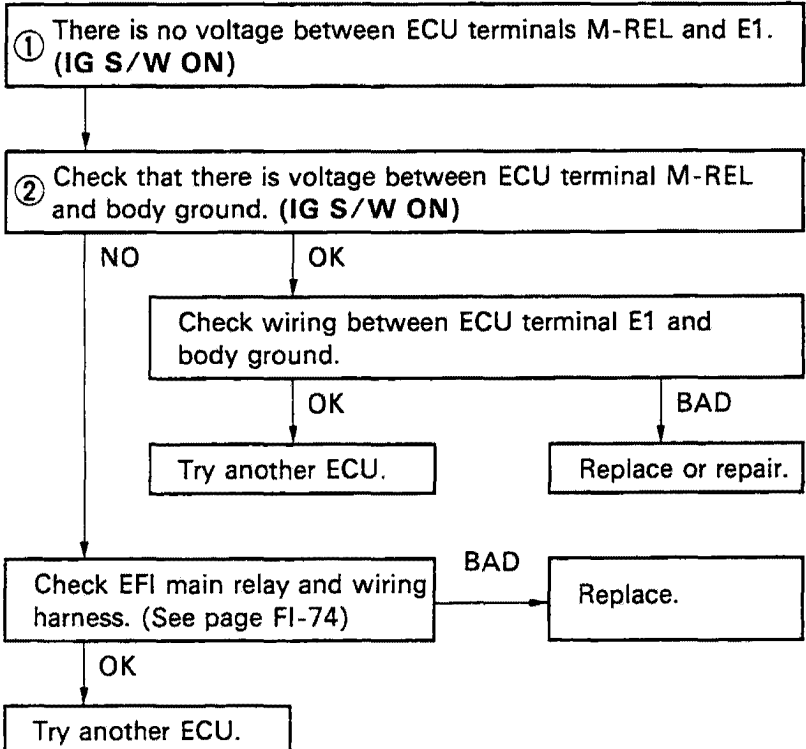 ① There is no voltage between ECU terminals M-REL and E1.
(IG S/W ON)
② Check that there is voltage between ECU terminal M-REL
and body ground. (IG S/W ON)
NO
OK
Check wiring between ECU terminal E1 and
body ground.
OK
BAD
Try another ECU.
Replace or repair.
Check EFI main relay and wiring
harness. (See page FI-74)
BAD
Replace.
OK
Try another ECU.